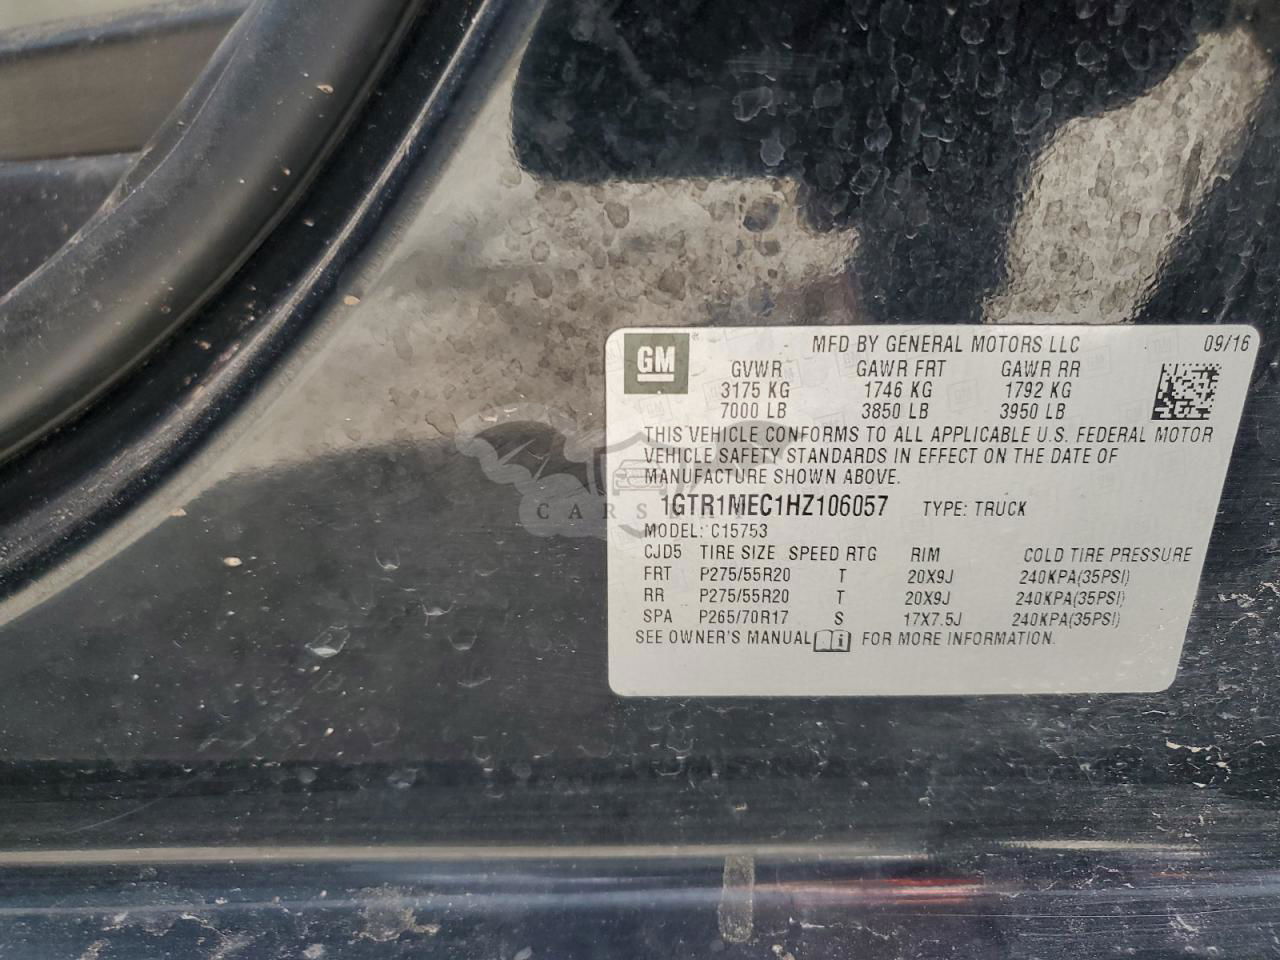 GM
MFD BY GENERAL MOTORS LLC 09/16
GVWR GAWR FRT GAWR RR
3175 KG 1746 KG 1792 KG
7000 LB 3850 LB 3950 LB
THIS VEHICLE CONFORMS TO ALL APPLICABLE U.S. FEDERAL MOTOR
VEHICLE SAFETY STANDARDS IN EFFECT ON THE DATE OF
MANUFACTURE SHOWN ABOVE.
1GTR1MEC1HZ106057 TYPE: TRUCK
MODEL: C15753
CJD5 TIRE SIZE SPEED RTG RIM COLD TIRE PRESSURE
FRT P275/55R20 T 20X9J 240KPA(35PSI)
RR P275/55R20 T 20X9J 240KPA(35PSI)
SPA P265/70R17 S 17X7.5J 240KPA(35PSI)
SEE OWNER'S MANUAL i FOR MORE INFORMATION.